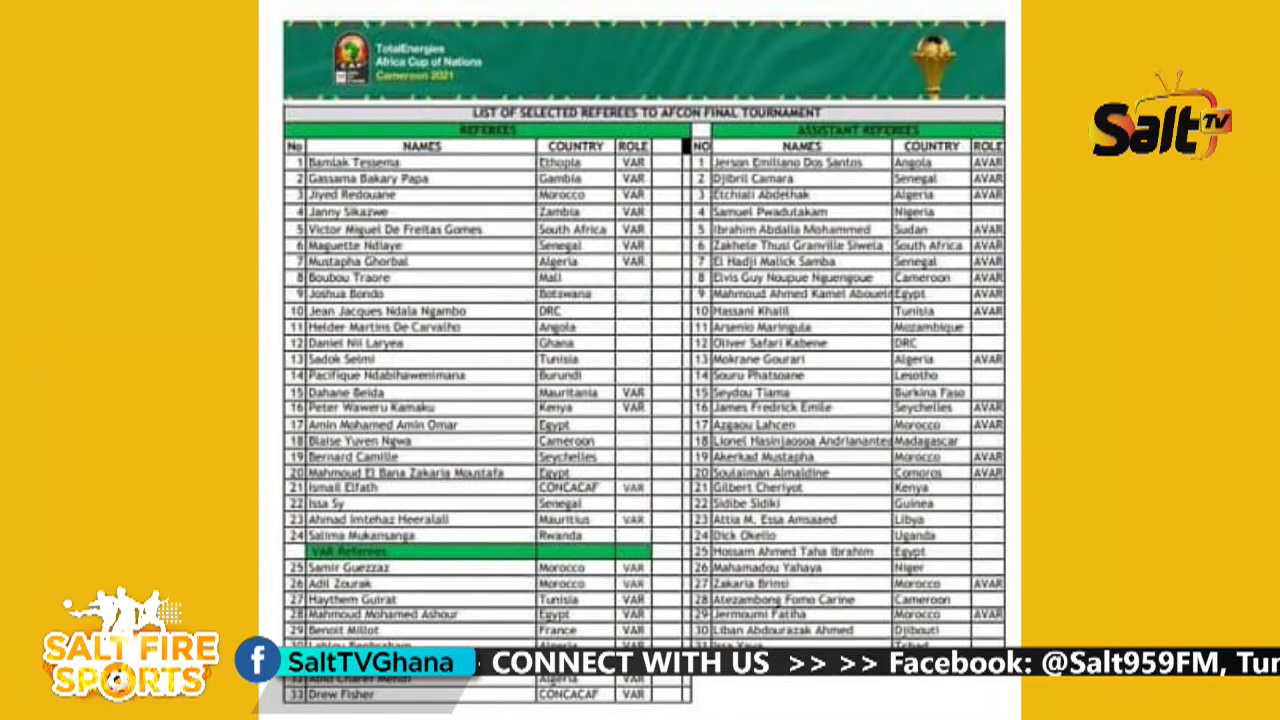 TotalEnergies
Africa Cup of Nations
Cameroon 2021
LIST OF SELECTED REFEREES TO AFCON FINAL TOURNAMENT
REFEREES
No NAMES COUNTRY ROLE
1 Bamlak Tessema Ethopia VAR
2 Gassama Bakary Papa Gambia VAR
3 Jiyed Redouane Morocco VAR
4 Janny Sikazwe Zambia VAR
5 Victor Miguel De Freitas Gomes South Africa VAR
6 Maguette Ndiaye Senegal VAR
7 Mustapha Ghorbal Algeria VAR
8 Boubou Traore Mali
9 Joshua Bondo Botswana
10 Jean Jacques Ndala Ngambo DRC
11 Helder Martins De Carvalho Angola
12 Daniel Nii Laryea Ghana
13 Sadok Selmi Tunisia
14 Pacifique Ndabihawenimana Burundi
15 Dahane Beida Mauritania VAR
16 Peter Waweru Kamaku Kenya VAR
17 Amin Mohamed Amin Omar Egypt
18 Blaise Yuven Ngwa Cameroon
19 Bernard Camille Seychelles
20 Mahmoud El Bana Zakaria Moustafa Egypt
21 Ismail Elfath CONCACAF VAR
22 Issa Sy Senegal
23 Ahmad Imtehaz Heeralall Mauritius VAR
24 Salima Mukansanga Rwanda
VAR Referees
25 Samir Guezzaz Morocco VAR
26 Adil Zourak Morocco VAR
27 Haythem Guirat Tunisia VAR
28 Mahmoud Mohamed Ashour Egypt VAR
29 Benoit Millot France VAR
Algeria VAR
33 Drew Fisher CONCACAF VAR
ASSISTANT REFEREES
NO NAMES COUNTRY ROLE
1 Jerson Emiliano Dos Santos Angola AVAR
2 Djibril Camara Senegal AVAR
3 Etchiali Abdelhak Algeria AVAR
4 Samuel Pwadutakam Nigeria
5 Ibrahim Abdalla Mohammed Sudan AVAR
6 Zakhele Thusi Granville Siwela South Africa AVAR
7 El Hadji Malick Samba Senegal AVAR
8 Elvis Guy Noupue Nguengoue Cameroon AVAR
9 Mahmoud Ahmed Kamel Egypt AVAR
10 Hassani Khalil Tunisia AVAR
11 Arsenio Maringula Mozambique
12 Oliver Safari Kabene DRC
13 Mokrane Gourari Algeria AVAR
14 Souru Phatsoane Lesotho
15 Seydou Tiama Burkina Faso
16 James Fredrick Emile Seychelles AVAR
17 Azgaou Lahcen Morocco AVAR
18 Lionel Hasinjaosoa Madagascar
19 Akerkad Mustapha Morocco AVAR
20 Soulaiman Almaldine Comoros AVAR
21 Gilbert Cheriyot Kenya
22 Sidibe Sidiki Guinea
23 Attia M. Essa Amsaaed Libya
24 Dick Okello Uganda
25 Hossam Ahmed Taha Ibrahim Egypt
26 Mahamadou Yahaya Niger
27 Zakaria Brinsi Morocco AVAR
28 Atezambong Fomo Carine Cameroon
29 Jermoumi Fatiha Morocco AVAR
30 Liban Abdourazak Ahmed Djibouti
Salt TV
SALT FIRE
SPORTS
SaltTVGhana
CONNECT WITH US >> >> Facebook: @Salt959FM,